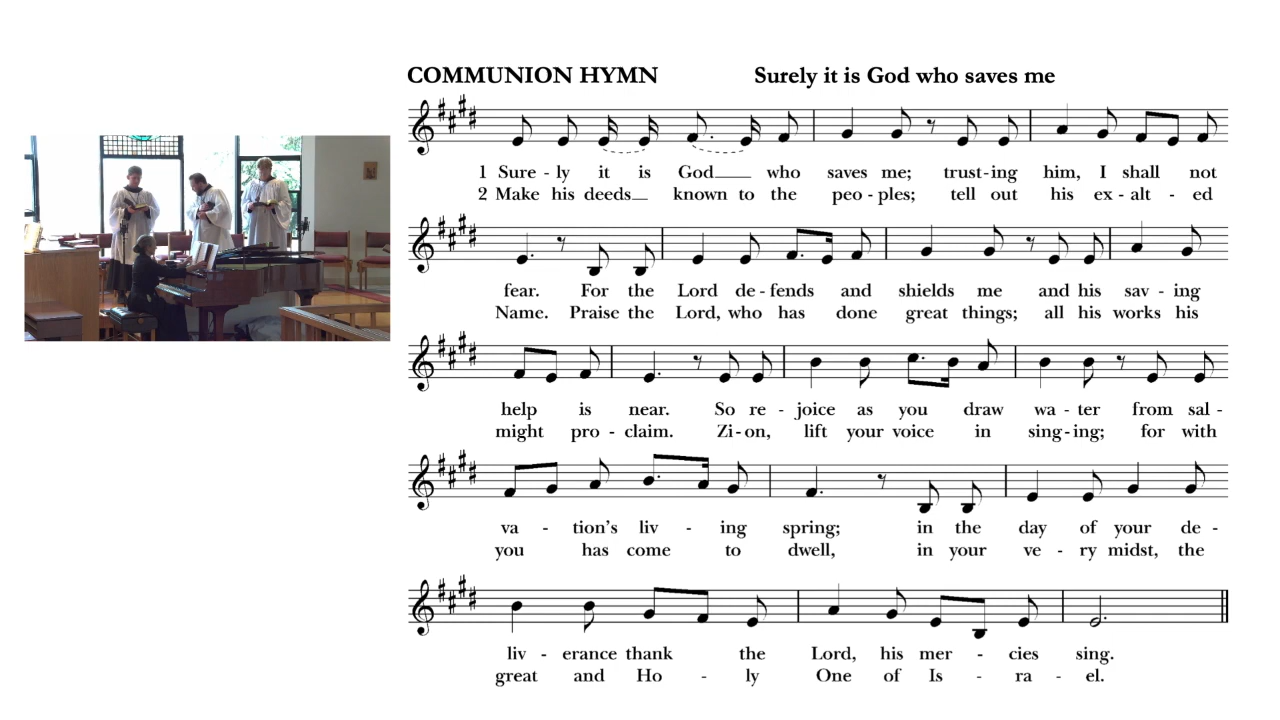 COMMUNION HYMN Surely it is God who saves me
1 Sure - ly it is God___ who saves me; trust-ing him, I shall not
2 Make his deeds__ known to the peo - ples; tell out his ex - alt - ed
fear. For the Lord de - fends and shields me and his sav - ing
Name. Praise the Lord, who has done great things; all his works his
help is near. So re - joice as you draw wa - ter from sal -
might pro - claim. Zi - on, lift your voice in sing - ing; for with
va - tion's liv - ing spring; in the day of your de -
you has come to dwell, in your ve - ry midst, the
liv - erance thank the Lord, his mer - cies sing.
great and Ho - ly One of Is - ra - el.